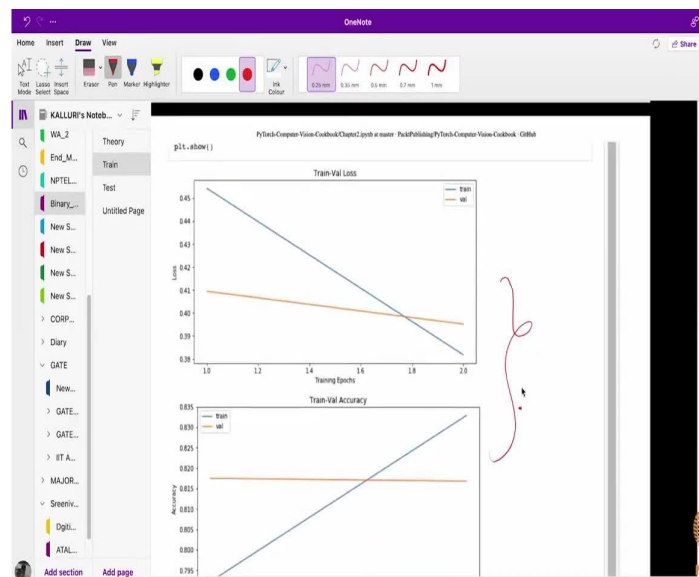 OneNote
Home Insert Draw View
Share
Text Mode
Lasso Select
Insert Space
Eraser
Pen
Marker
Highlighter
Ink Colour
0.25 mm
0.35 mm
0.5 mm
0.7 mm
1 mm
KALLURI's Noteb...
WA_2
End_M...
NPTEL...
Binary_...
New S...
New S...
New S...
New S...
CORP...
Diary
GATE
New...
GATE...
GATE...
IIT A...
MAJOR...
Sreeniv...
Dgiti...
ATAL...
Add section
Theory
Train
Test
Untitled Page
Add page
PyTorch-Computer-Vision-Cookbook/Chapter2.ipynb at master · PacktPublishing/PyTorch-Computer-Vision-Cookbook · GitHub
plt.show()
Train-Val Loss
train
val
0.45
0.44
0.43
0.42
0.41
0.40
0.39
0.38
Loss
1.0 1.2 1.4 1.6 1.8 2.0
Training Epochs
Train-Val Accuracy
train
val
0.835
0.830
0.825
0.820
0.815
0.810
0.805
0.800
0.795
Accuracy